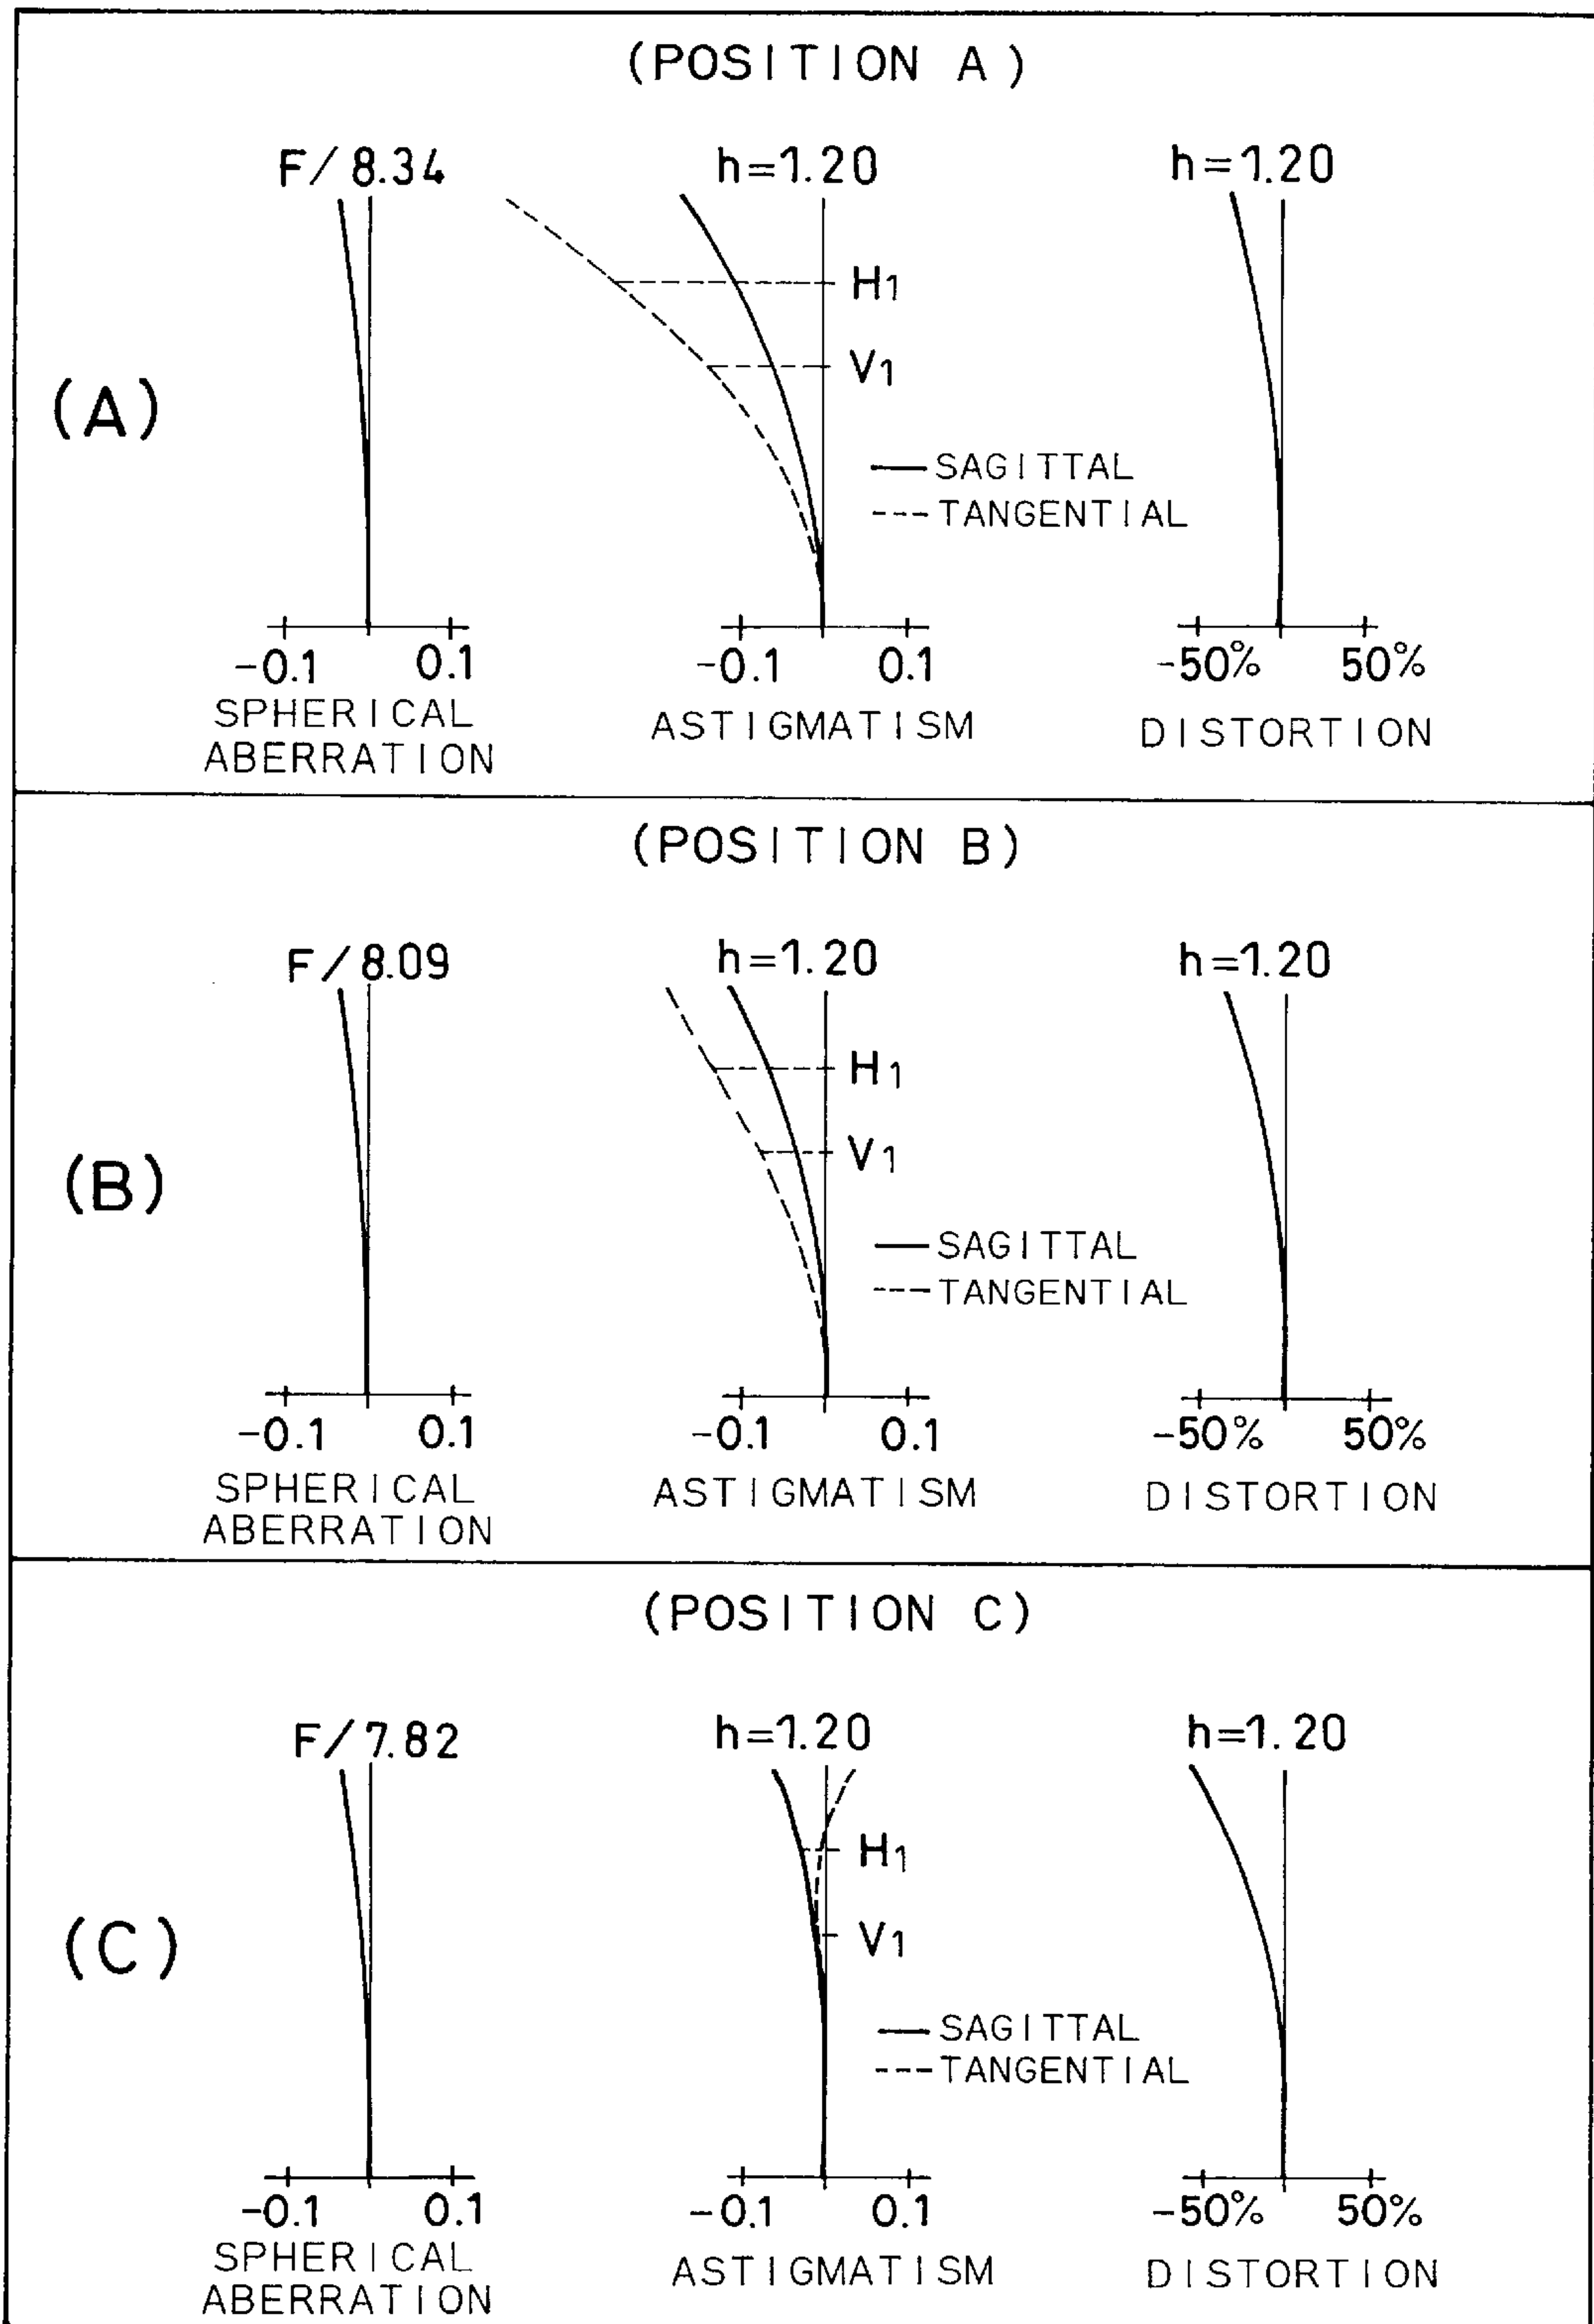 (POSITION A)
F/8.34
h=1.20
h=1.20
H1
V1
(A)
SAGITTAL
TANGENTIAL
-0.1
0.1
-0.1
0.1
-50%
50%
SPHERICAL
ABERRATION
ASTIGMATISM
DISTORTION
(POSITION B)
F/8.09
h=1.20
h=1.20
H1
V1
(B)
SAGITTAL
TANGENTIAL
-0.1
0.1
-0.1
0.1
-50%
50%
SPHERICAL
ABERRATION
ASTIGMATISM
DISTORTION
(POSITION C)
F/7.82
h=1.20
h=1.20
H1
V1
(C)
SAGITTAL
TANGENTIAL
-0.1
0.1
-0.1
0.1
-50%
50%
SPHERICAL
ABERRATION
ASTIGMATISM
DISTORTION